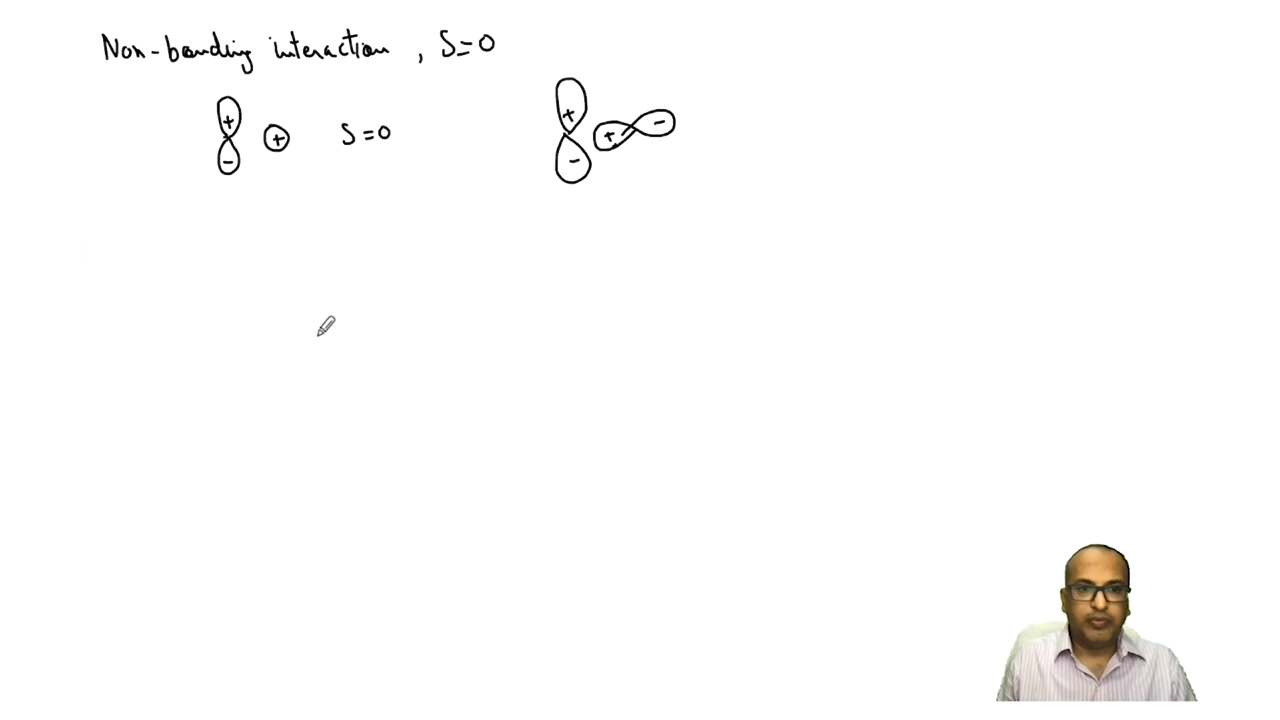 Non-bonding interaction, S=0
+ + S=0 + + -
- -